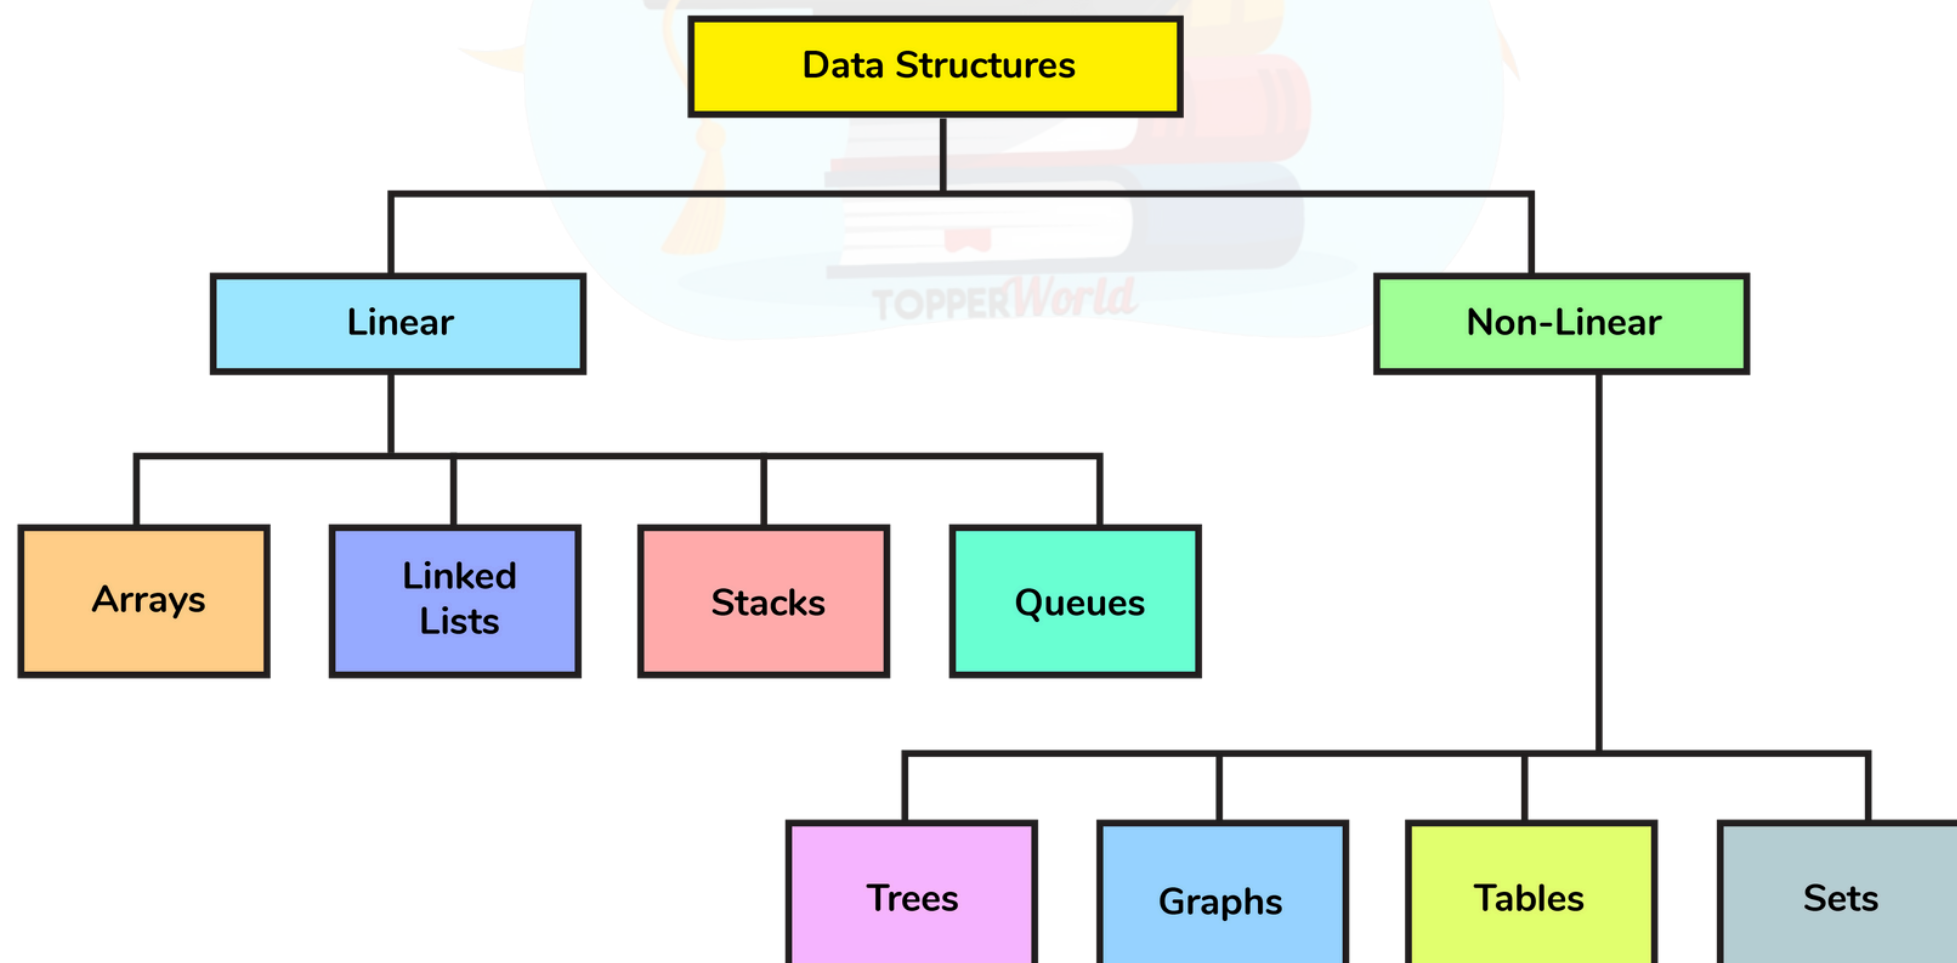 Data Structures
TOPPERWorld
Linear
Non-Linear
Arrays
Linked
Lists
Stacks
Queues
Trees
Graphs
Tables
Sets